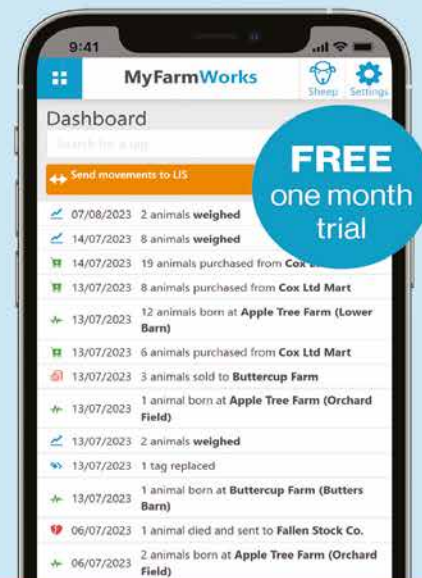 9:41
MyFarmWorks
Sheep
Settings
Dashboard
Search for a tag
Send movements to LIS
FREE
one month
trial
07/08/2023 2 animals weighed
14/07/2023 8 animals weighed
14/07/2023 19 animals purchased from Cox
13/07/2023 8 animals purchased from Cox Ltd Mart
13/07/2023 12 animals born at Apple Tree Farm (Lower
Barn)
13/07/2023 6 animals purchased from Cox Ltd Mart
13/07/2023 3 animals sold to Buttercup Farm
13/07/2023 1 animal born at Apple Tree Farm (Orchard
Field)
13/07/2023 2 animals weighed
13/07/2023 1 tag replaced
13/07/2023 1 animal born at Buttercup Farm (Butters
Barn)
06/07/2023 1 animal died and sent to Fallen Stock Co.
06/07/2023 2 animals born at Apple Tree Farm (Orchard
Field)